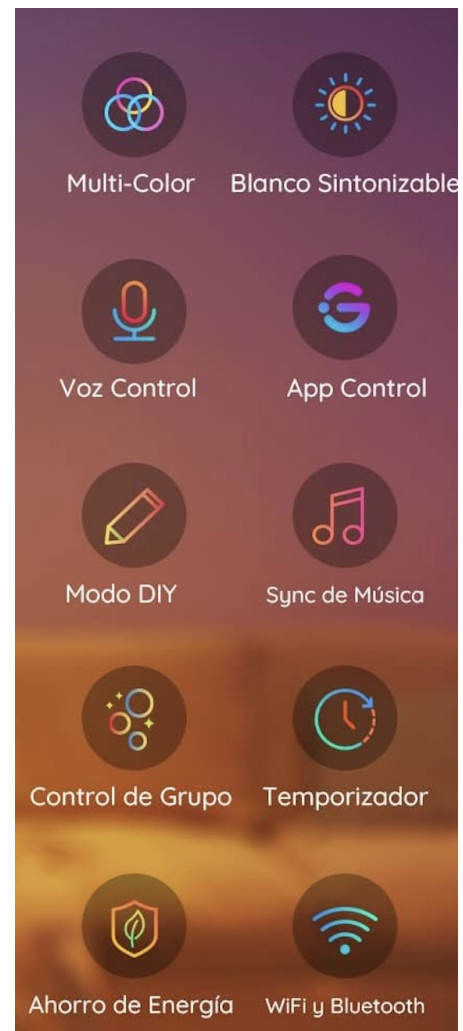 Multi-Color
Blanco Sintonizable
Voz Control
App Control
Modo DIY
Sync de Música
Control de Grupo
Temporizador
Ahorro de Energía
WiFi y Bluetooth